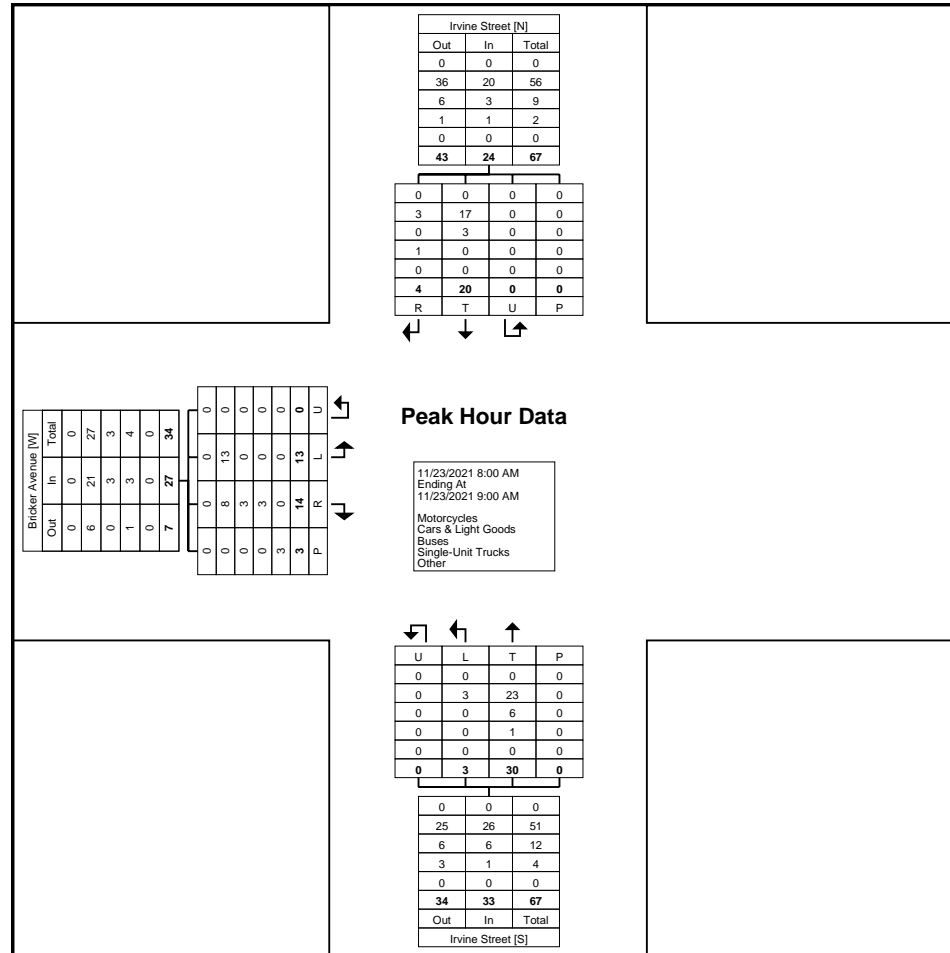 Irvine Street [N]
Out In Total
0 0 0
36 20 56
6 3 9
1 1 2
0 0 0
43 24 67
0 0 0 0
3 17 0 0
0 3 0 0
1 0 0 0
0 0 0 0
4 20 0 0
R T U P
Bricker Avenue [W]
Out In Total
0 0 0
6 21 27
0 3 3
1 3 4
0 0 0
7 27 34
0 0 0 0
0 8 13 0
0 3 0 0
0 3 0 0
3 0 0 0
3 14 13 0
P R L U
Peak Hour Data
11/23/2021 8:00 AM
Ending At
11/23/2021 9:00 AM
Motorcycles
Cars & Light Goods
Buses
Single-Unit Trucks
Other
U L T P
0 0 0 0
0 3 23 0
0 0 6 0
0 0 1 0
0 0 0 0
0 3 30 0
0 0 0
25 26 51
6 6 12
3 1 4
0 0 0
34 33 67
Out In Total
Irvine Street [S]